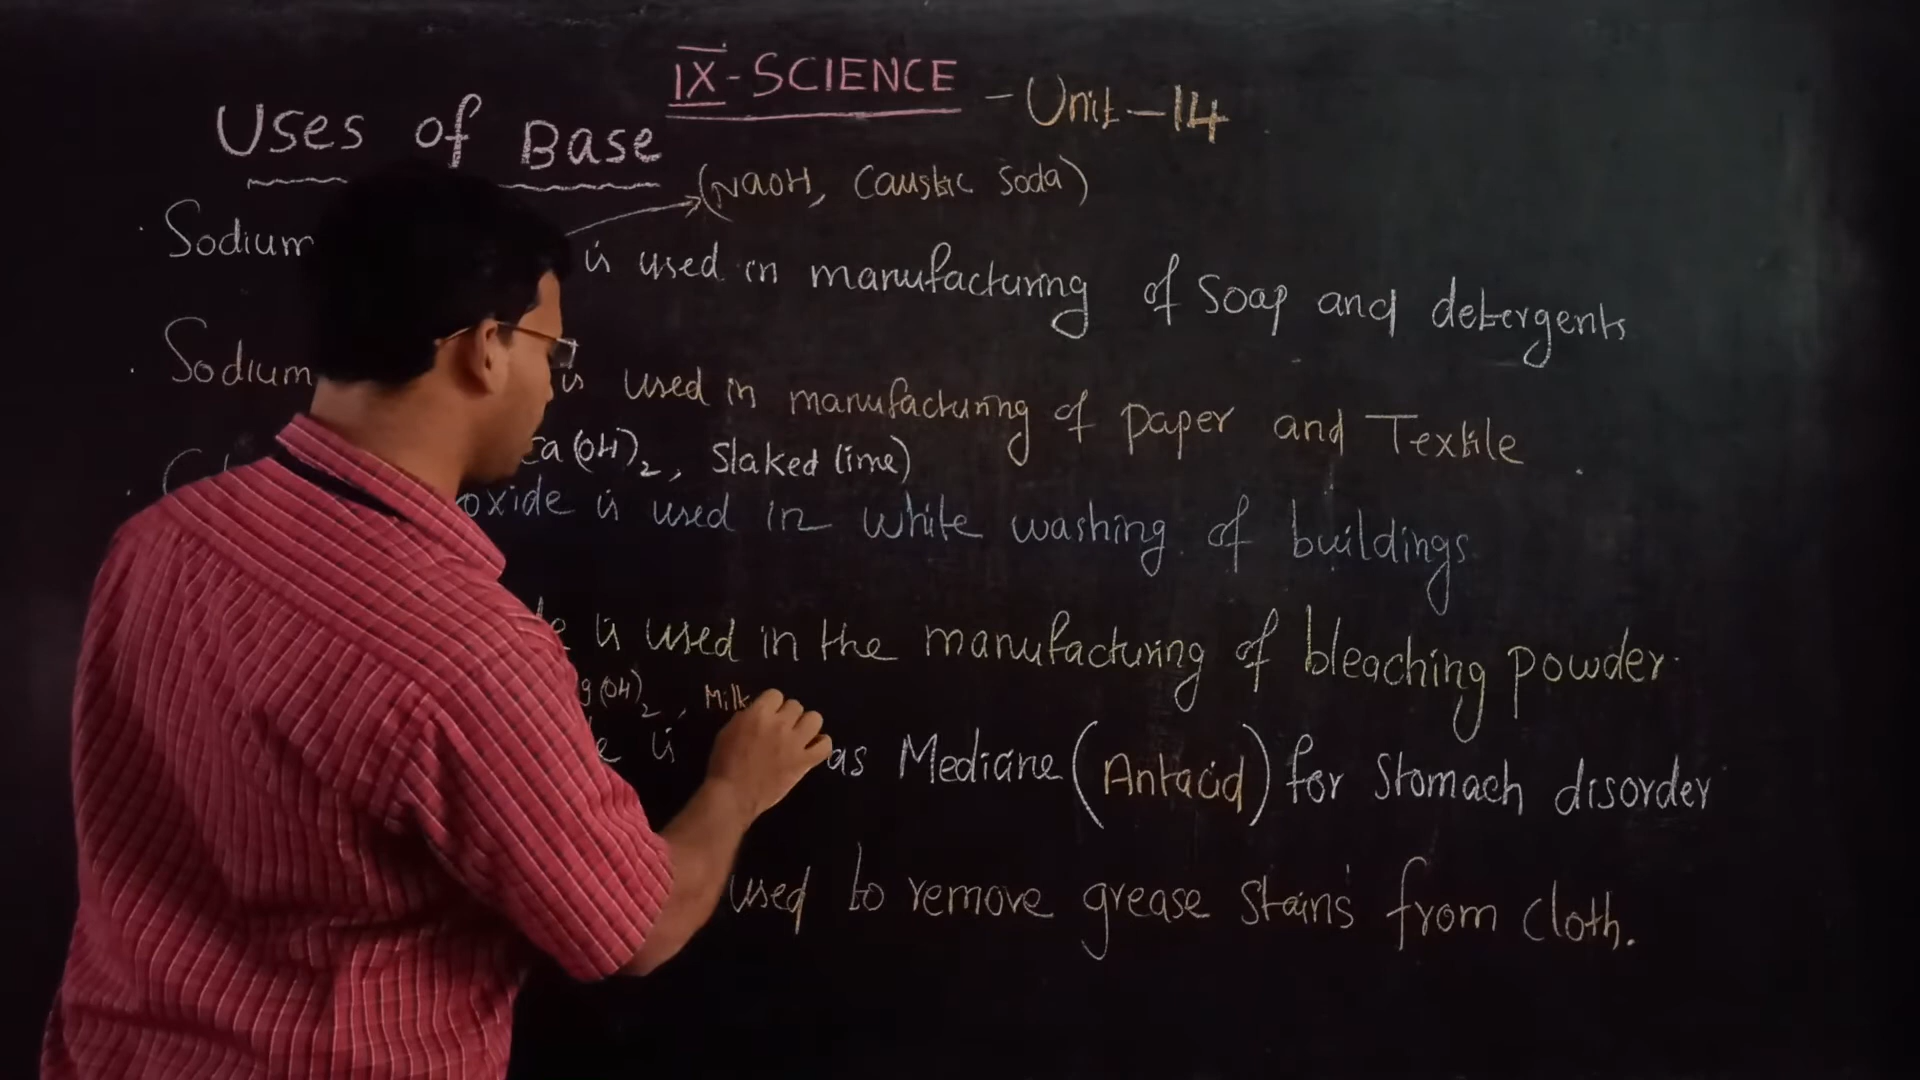 IX-SCIENCE - Unit-14
Uses of Base
(NaOH, Caustic Soda)
Sodium is used in manufacturing of Soap and detergents
Sodium is used in manufacturing of paper and Textile
Ca(OH)2, Slaked lime)
oxide is used in white washing of buildings
is used in the manufacturing of bleaching powder
g(OH)2, Milk
is as Medicine (Antacid) for Stomach disorder
used to remove grease stains from cloth.